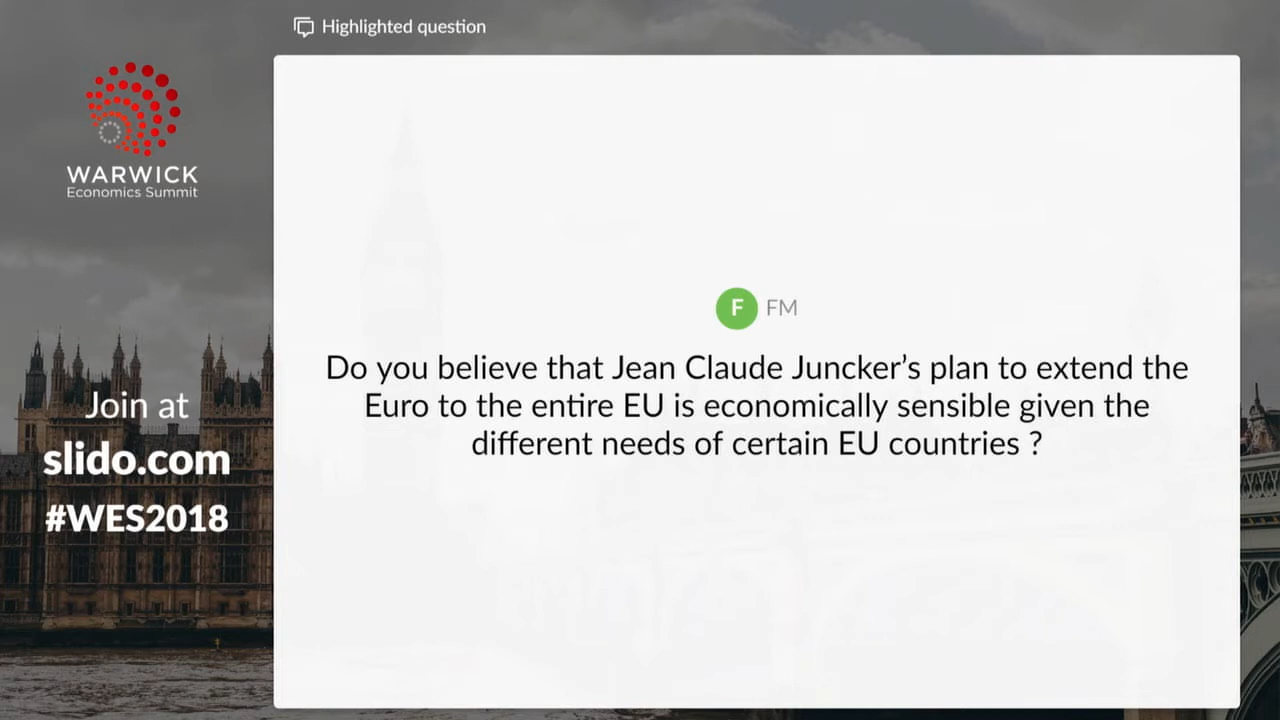 Highlighted question
WARWICK
Economics Summit
Join at
slido.com
#WES2018
F FM
Do you believe that Jean Claude Juncker’s plan to extend the
Euro to the entire EU is economically sensible given the
different needs of certain EU countries ?